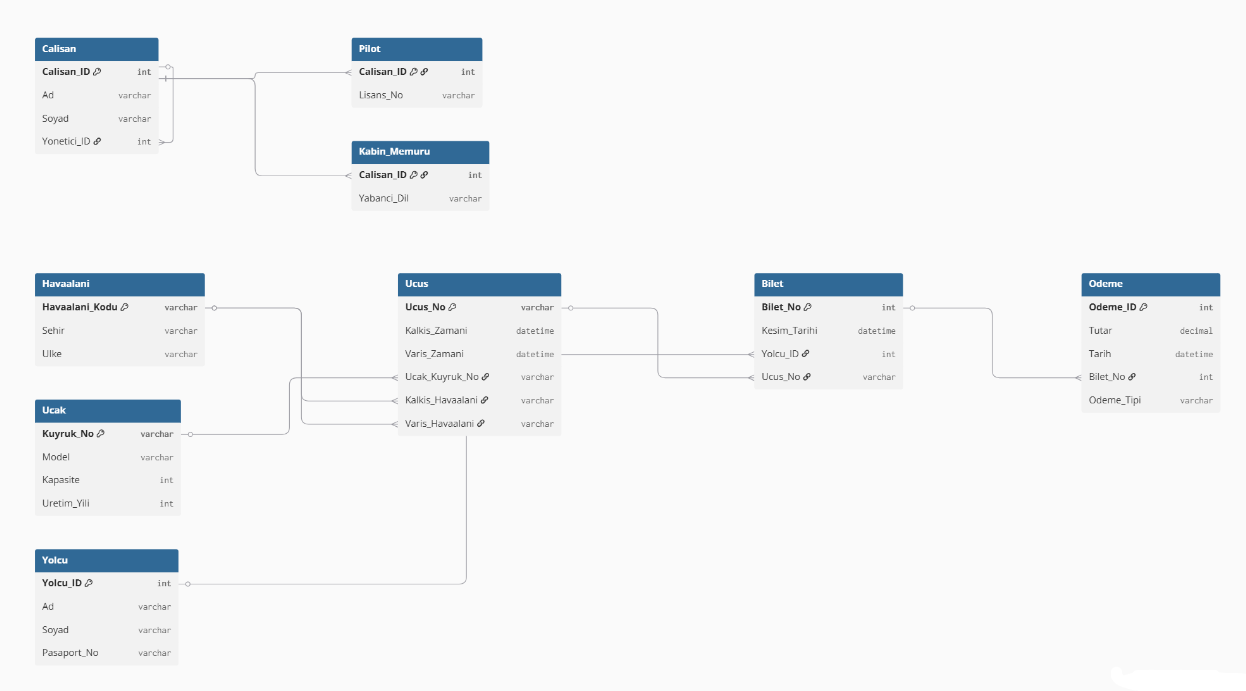 Calisan
Calisan_ID int
Ad varchar
Soyad varchar
Yonetici_ID int
Pilot
Calisan_ID int
Lisans_No varchar
Kabin_Memuru
Calisan_ID int
Yabanci_Dil varchar
Havaalani
Havaalani_Kodu varchar
Sehir varchar
Ulke varchar
Ucus
Ucus_No varchar
Kalkis_Zamani datetime
Varis_Zamani datetime
Ucak_Kuyruk_No varchar
Kalkis_Havaalani varchar
Varis_Havaalani varchar
Bilet
Bilet_No int
Kesim_Tarihi datetime
Yolcu_ID int
Ucus_No varchar
Odeme
Odeme_ID int
Tutar decimal
Tarih datetime
Bilet_No int
Odeme_Tipi varchar
Ucak
Kuyruk_No varchar
Model varchar
Kapasite int
Uretim_Yili int
Yolcu
Yolcu_ID int
Ad varchar
Soyad varchar
Pasaport_No varchar